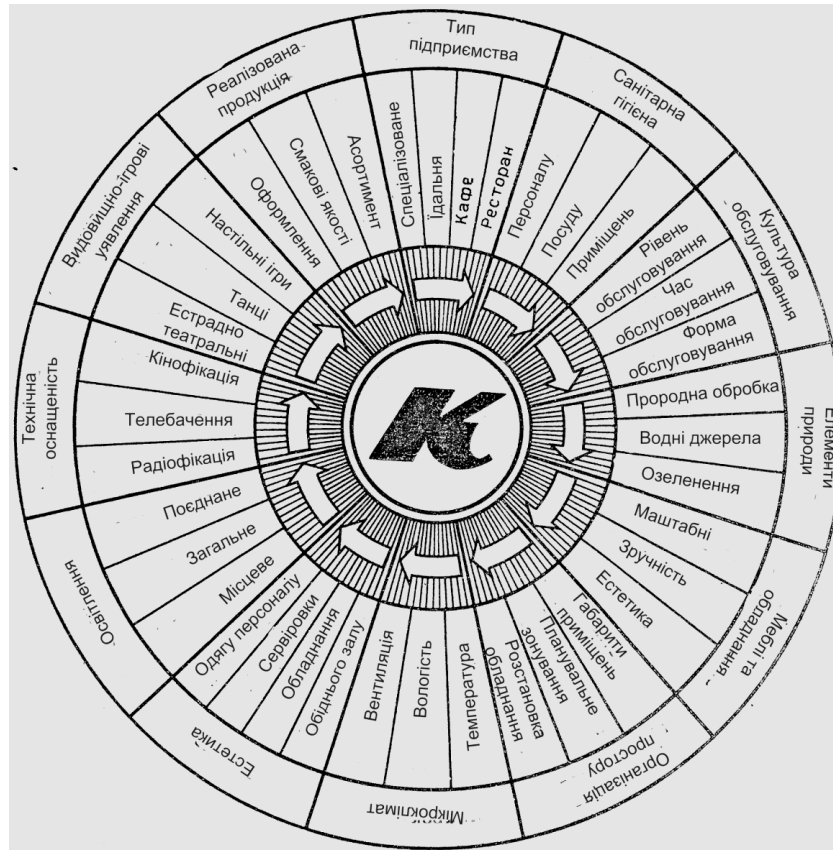 Тип
підприємства
Спеціалізоване
Їдальня
Кафе
Ресторан
Санітарна
гігієна
Персоналу
Посуду
Приміщень
Культура
обслуговування
Рівень
обслуговування
Час
обслуговування
Форма
обслуговування
Елементи
природи
Прородна обробка
Водні джерела
Озеленення
Меблі та
обладнання
Маштабні
Зручність
Естетика
Організація
простору
Габарити
приміщень
Планувальне
зонування
Розстановка
обладнання
Мікроклімат
Температура
Вологість
Вентиляція
Естетика
Обіднього залу
Обладнання
Сервіровки
Одягу персоналу
Освітлення
Місцеве
Загальне
Поєднане
Технічна
оснащеність
Радіофікація
Телебачення
Кінофікація
Видовищно-ігрові
уявлення
Естрадно
театральні
Танці
Настільні ігри
Реалізована
продукція
Оформлення
Смакові якості
Асортимент
К